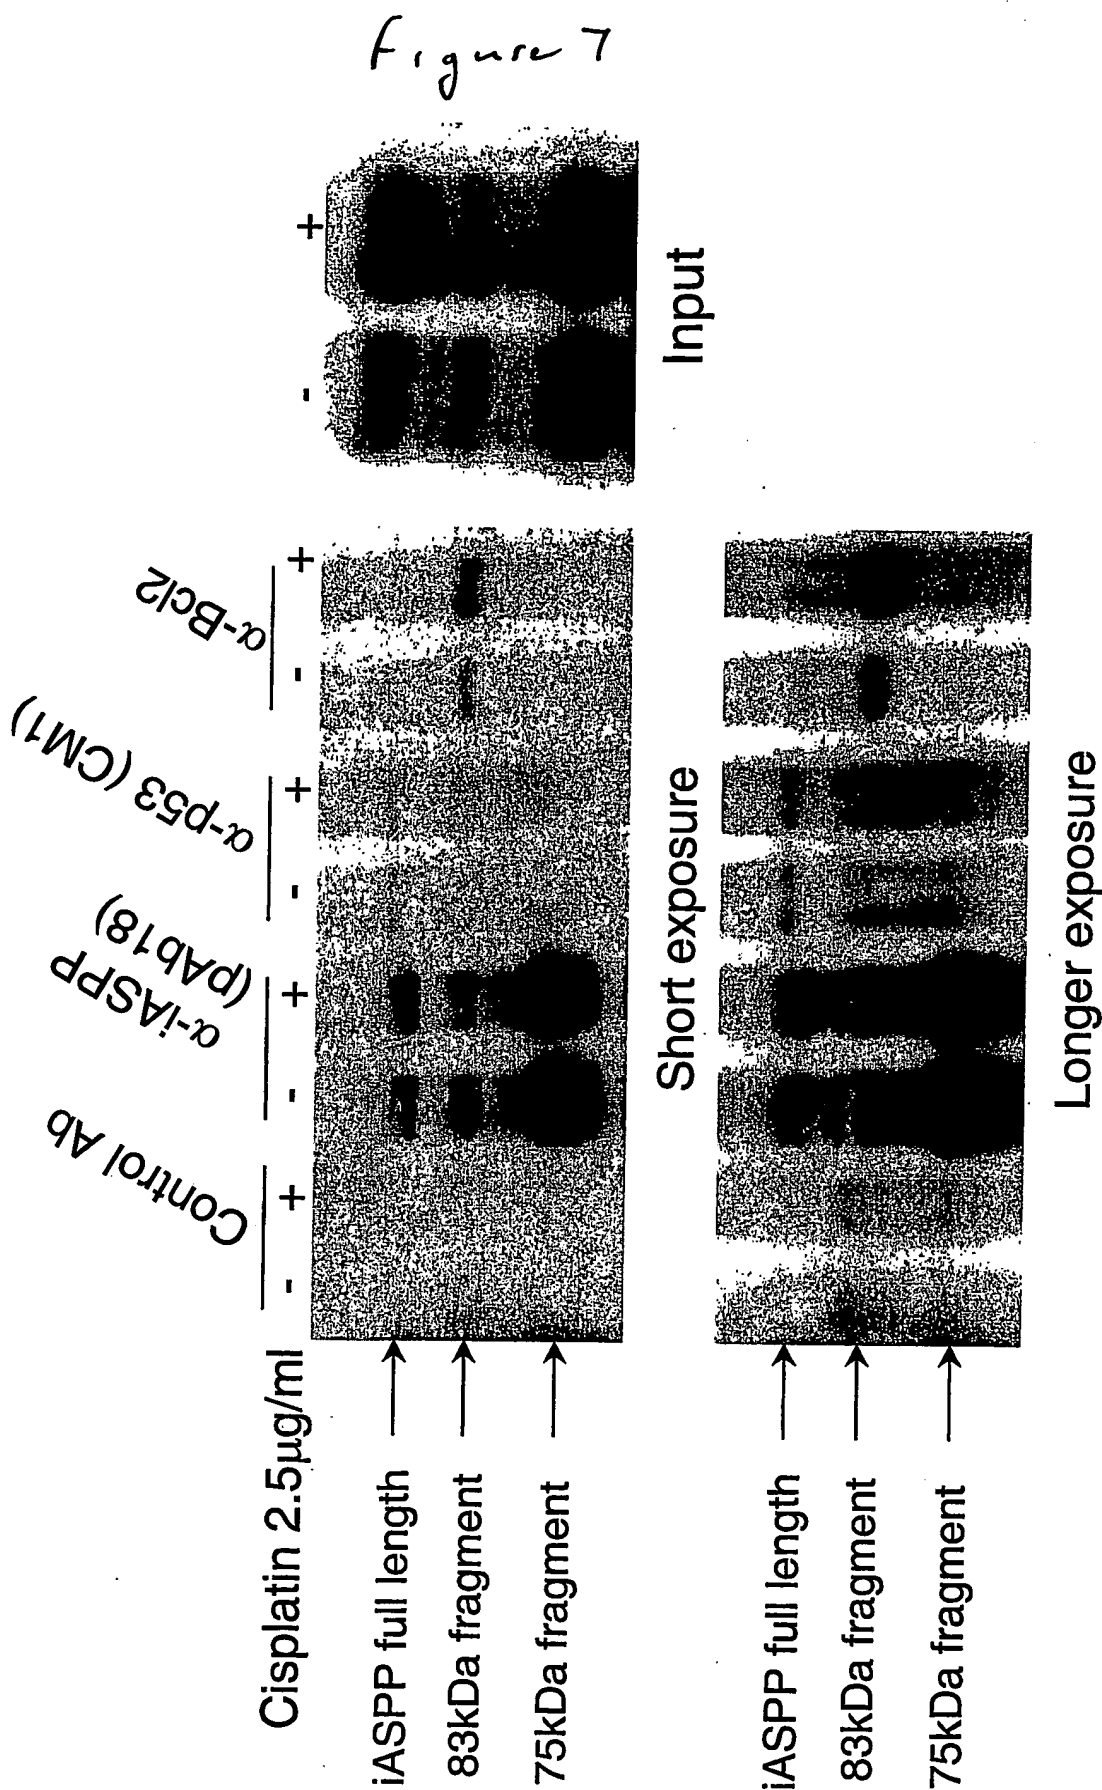 Figure 7
Control Ab
α-iASPP
(pAb18)
α-p53 (CM1)
α-Bcl2
Cisplatin 2.5µg/ml
- + - + - + - + - +
iASPP full length
83kDa fragment
75kDa fragment
Short exposure
Input
iASPP full length
83kDa fragment
75kDa fragment
Longer exposure